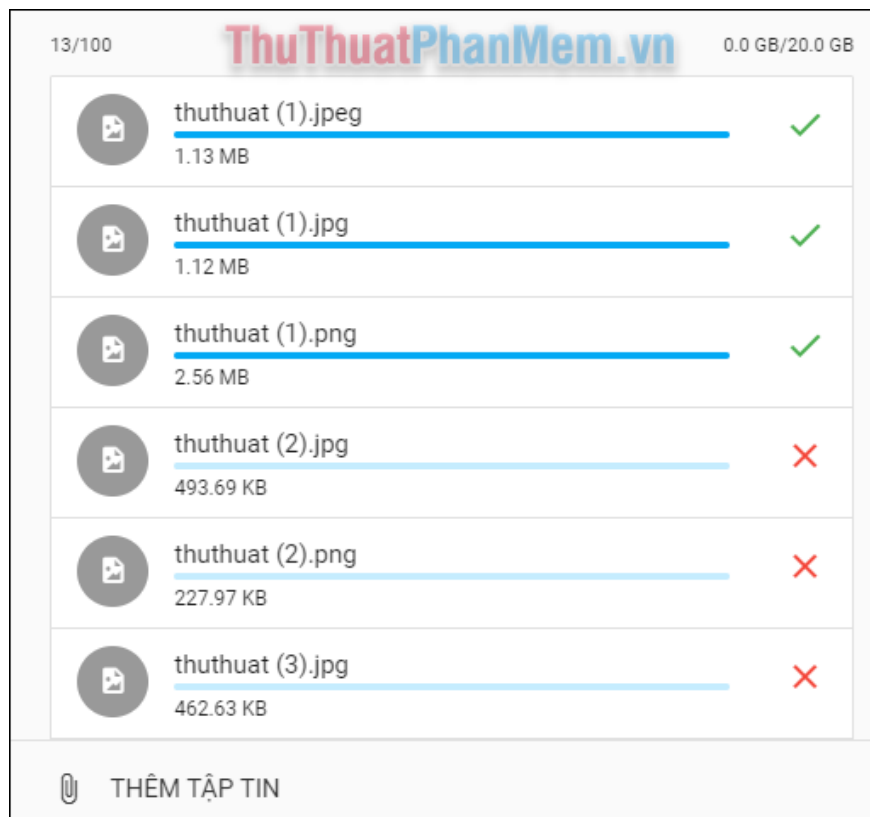 13/100
ThuThuatPhanMem.vn
0.0 GB/20.0 GB
thuthuat (1).jpeg
1.13 MB
thuthuat (1).jpg
1.12 MB
thuthuat (1).png
2.56 MB
thuthuat (2).jpg
493.69 KB
thuthuat (2).png
227.97 KB
thuthuat (3).jpg
462.63 KB
THÊM TẬP TIN